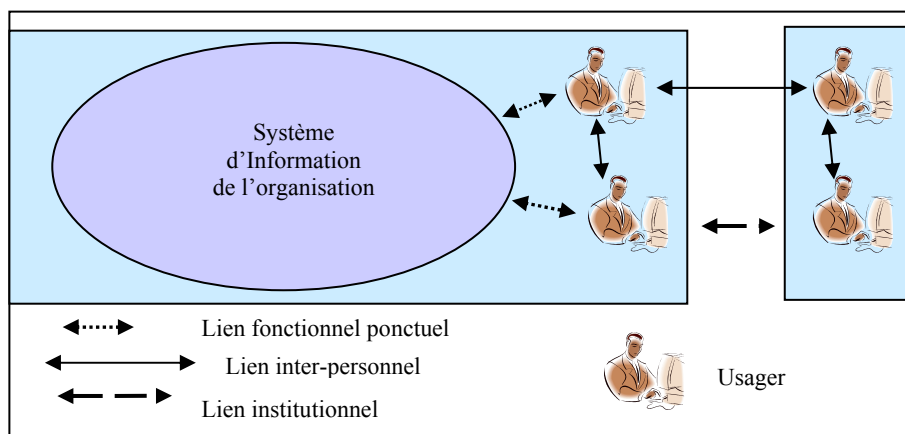 Système
d'Information
de l'organisation
Lien fonctionnel ponctuel
Lien inter-personnel
Usager
Lien institutionnel